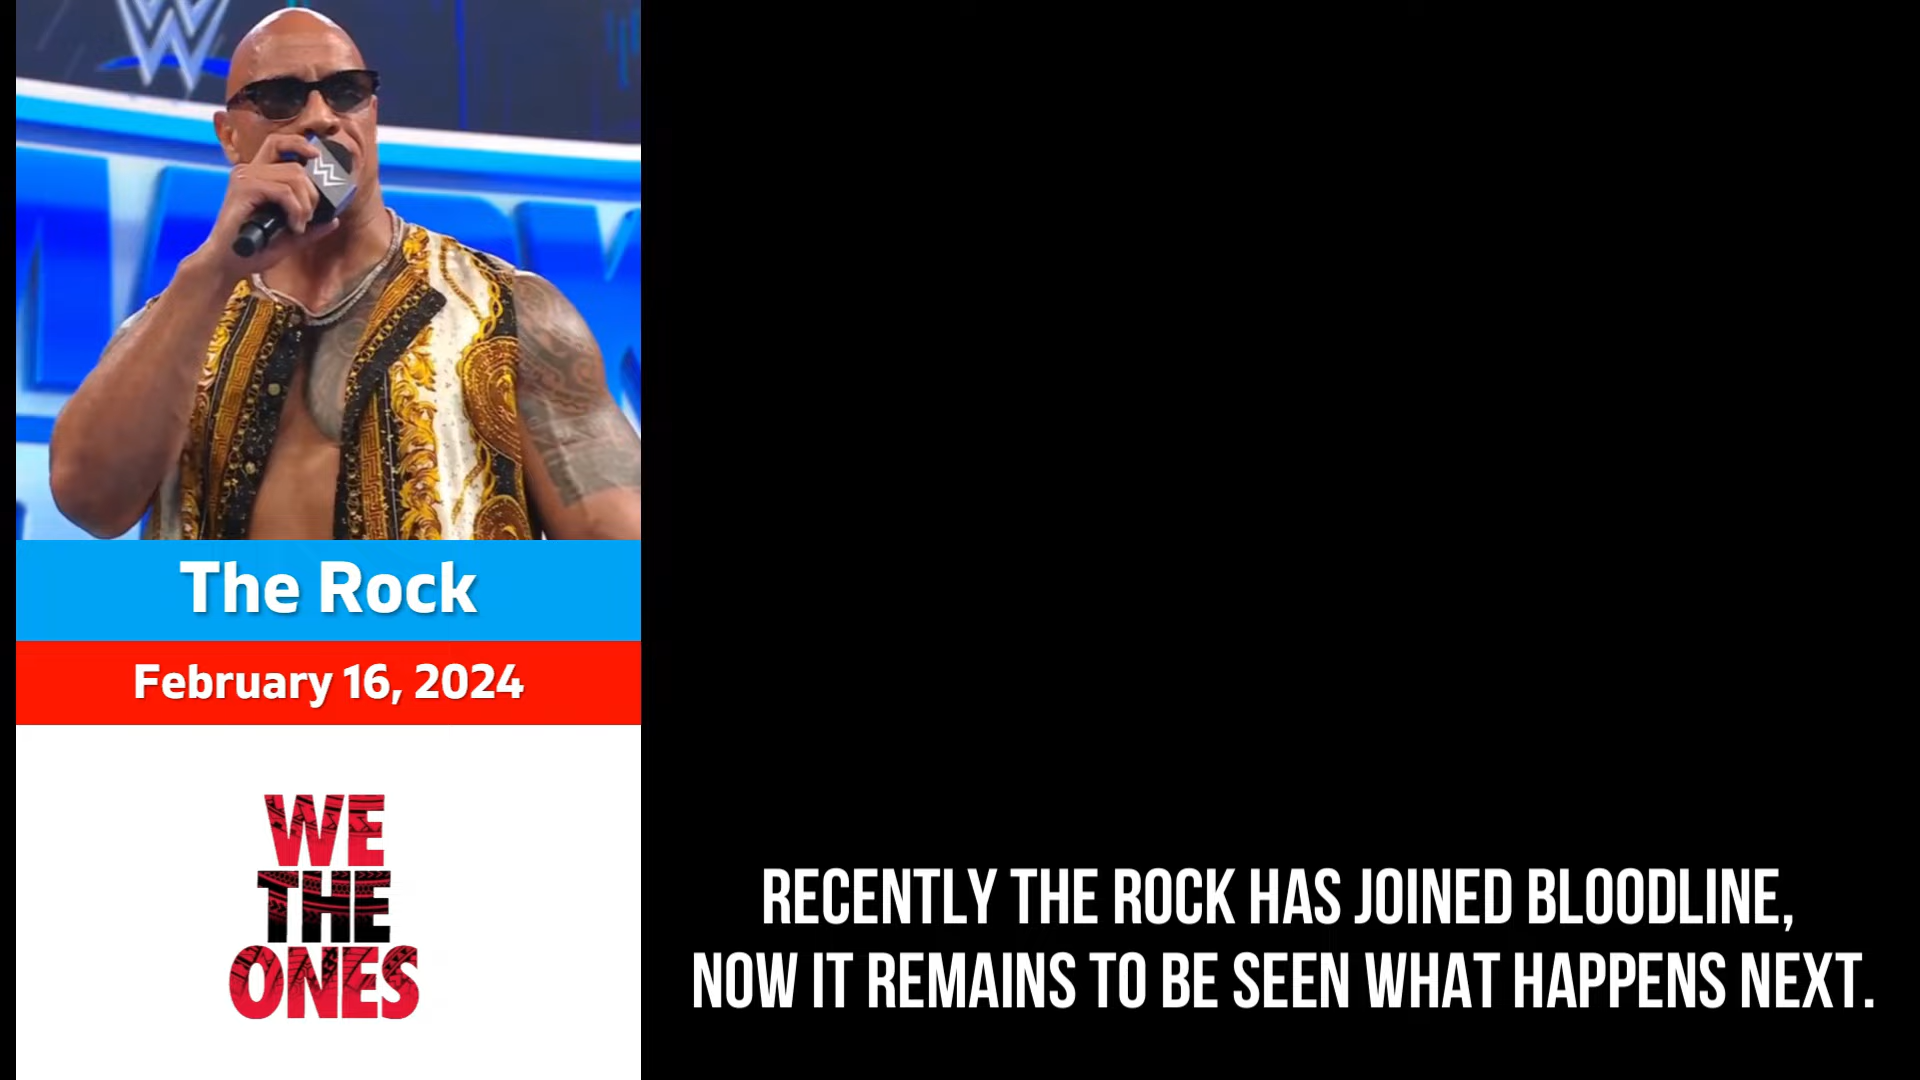 The Rock
February 16, 2024
WE
THE
ONES
RECENTLY THE ROCK HAS JOINED BLOODLINE,
NOW IT REMAINS TO BE SEEN WHAT HAPPENS NEXT.